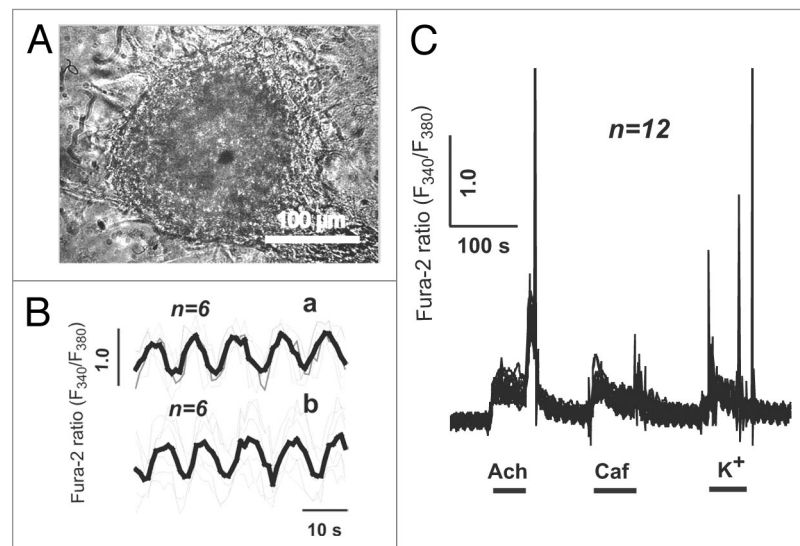 A
100 µm
B
n=6
a
Fura-2 ratio (F340/F380)
1.0
n=6
b
10 s
C
n=12
Fura-2 ratio (F340/F380)
1.0
100 s
Ach
Caf
K+